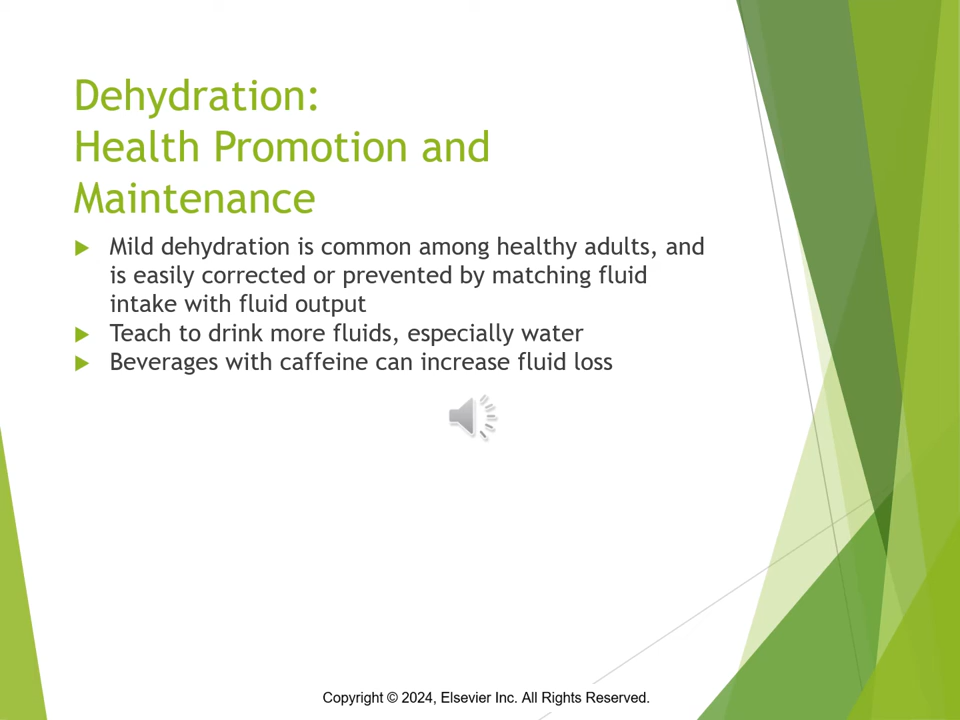 Dehydration:
Health Promotion and
Maintenance
Mild dehydration is common among healthy adults, and
is easily corrected or prevented by matching fluid
intake with fluid output
Teach to drink more fluids, especially water
Beverages with caffeine can increase fluid loss
Copyright © 2024, Elsevier Inc. All Rights Reserved.